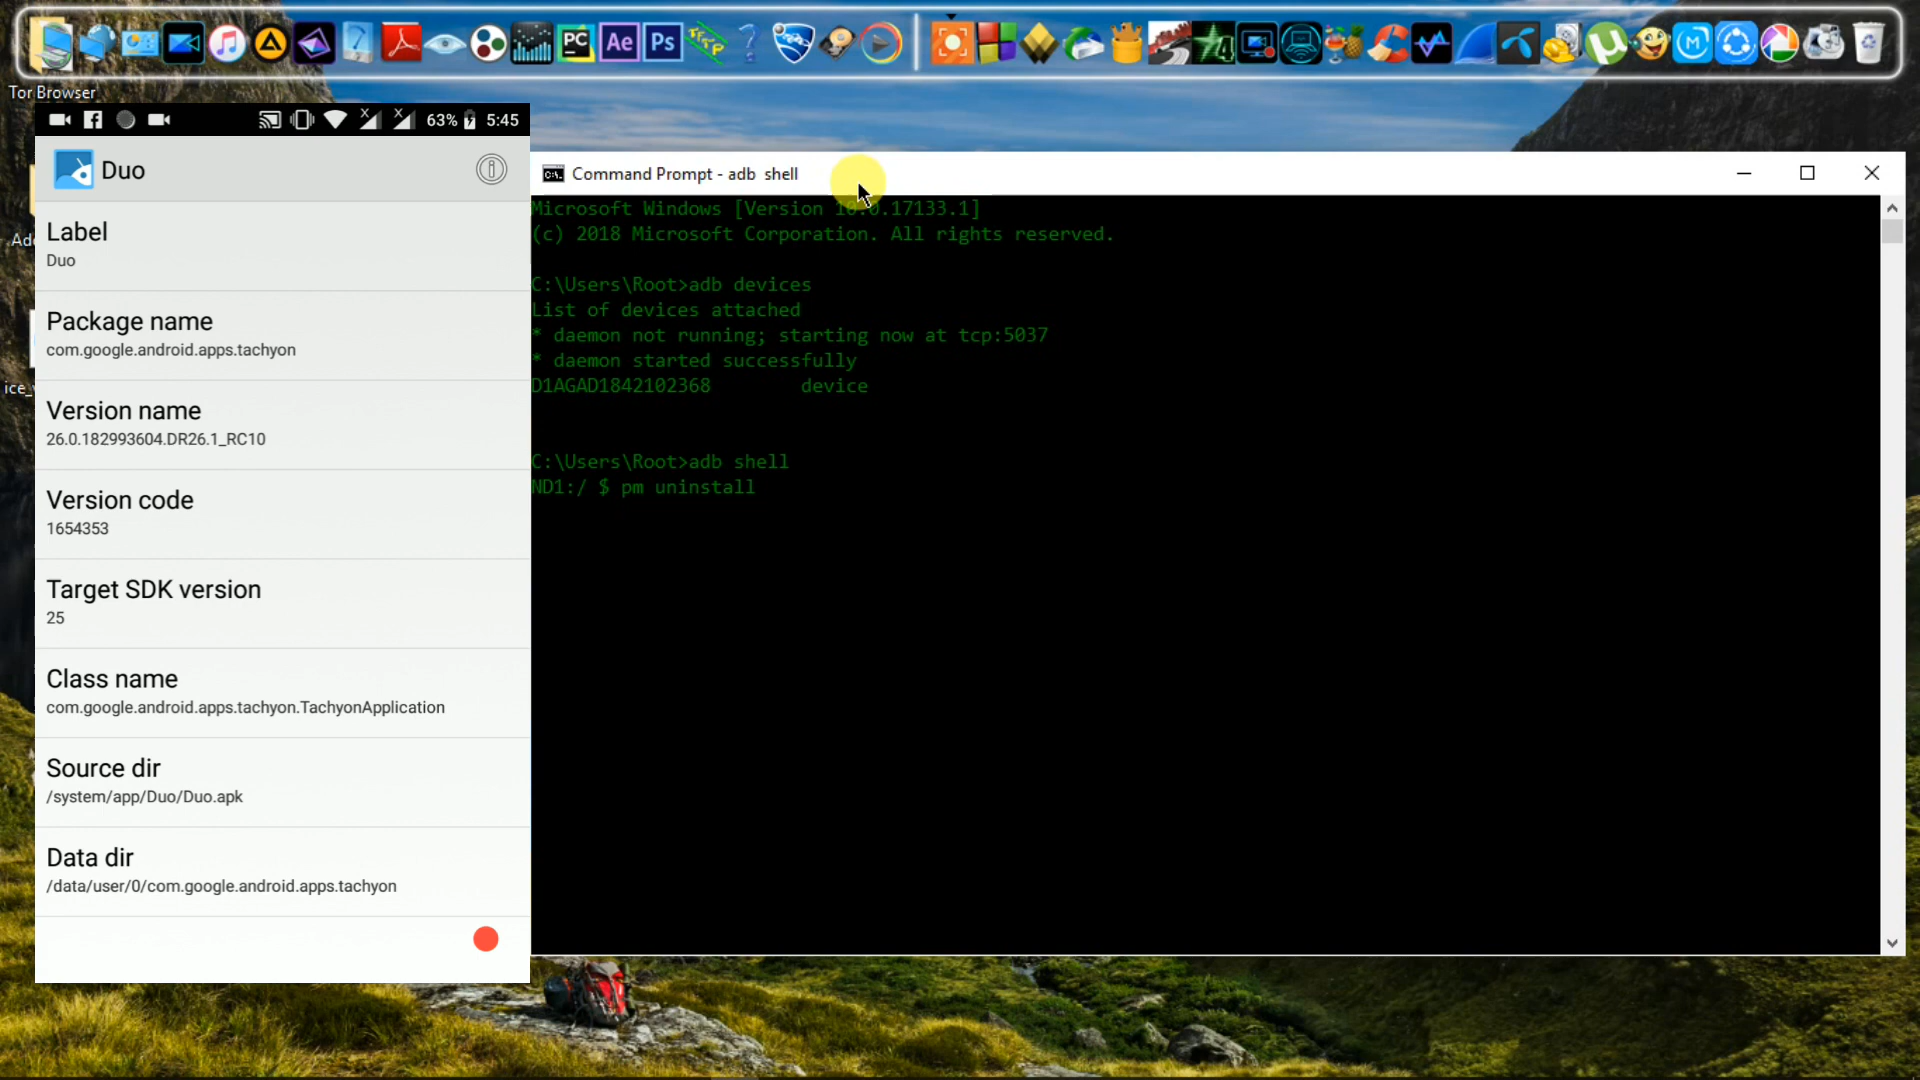 PC
Ae
Ps
Tor Browser
63% 5:45
Duo
Label
Duo
Package name
com.google.android.apps.tachyon
Version name
26.0.182993604.DR26.1_RC10
Version code
1654353
Target SDK version
25
Class name
com.google.android.apps.tachyon.TachyonApplication
Source dir
/system/app/Duo/Duo.apk
Data dir
/data/user/0/com.google.android.apps.tachyon
Command Prompt - adb  shell
Microsoft Windows [Version 10.0.17133.1]
(c) 2018 Microsoft Corporation. All rights reserved.
C:\Users\Root>adb devices
List of devices attached
* daemon not running; starting now at tcp:5037
* daemon started successfully
D1AGAD1842102368        device
C:\Users\Root>adb shell
ND1:/ $ pm uninstall